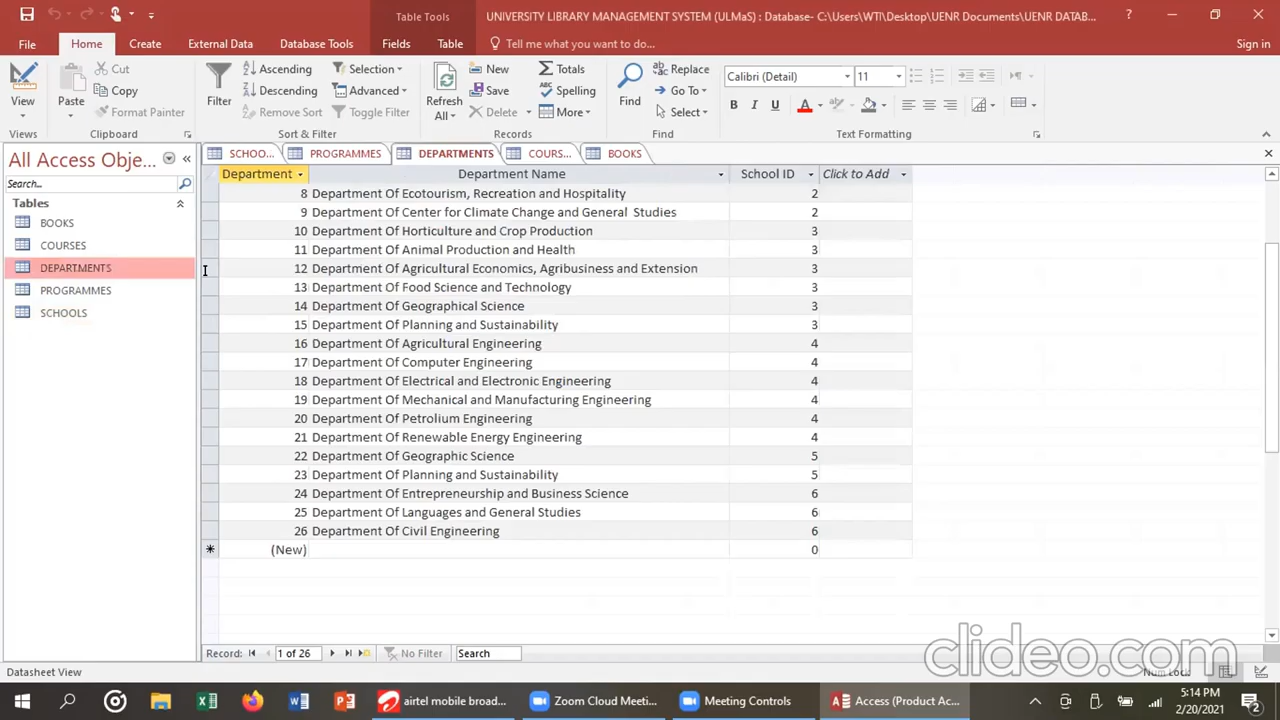 Table Tools
UNIVERSITY LIBRARY MANAGEMENT SYSTEM (ULMaS) : Database- C:\Users\WTI\Desktop\UENR Documents\UENR DATAB...
File Home Create External Data Database Tools Fields Table Tell me what you want to do... Sign in
View
Views
Paste
Cut
Copy
Format Painter
Clipboard
Filter
Ascending
Descending
Remove Sort
Selection
Advanced
Toggle Filter
Sort & Filter
Refresh
All
New
Save
Delete
Totals
Spelling
More
Records
Find
Replace
Go To
Select
Find
Calibri (Detail) 11
B I U A
Text Formatting
All Access Obje...
Search...
Tables
BOOKS
COURSES
DEPARTMENTS
PROGRAMMES
SCHOOLS
SCHOO... PROGRAMMES DEPARTMENTS COURS... BOOKS
Department Department Name School ID Click to Add
8 Department Of Ecotourism, Recreation and Hospitality 2
9 Department Of Center for Climate Change and General Studies 2
10 Department Of Horticulture and Crop Production 3
11 Department Of Animal Production and Health 3
12 Department Of Agricultural Economics, Agribusiness and Extension 3
13 Department Of Food Science and Technology 3
14 Department Of Geographical Science 3
15 Department Of Planning and Sustainability 3
16 Department Of Agricultural Engineering 4
17 Department Of Computer Engineering 4
18 Department Of Electrical and Electronic Engineering 4
19 Department Of Mechanical and Manufacturing Engineering 4
20 Department Of Petrolium Engineering 4
21 Department Of Renewable Energy Engineering 4
22 Department Of Geographic Science 5
23 Department Of Planning and Sustainability 5
24 Department Of Entrepreneurship and Business Science 6
25 Department Of Languages and General Studies 6
26 Department Of Civil Engineering 6
(New) 0
Record: 1 of 26 No Filter Search
clideo.com
Datasheet View Num Lock
airtel mobile broad... Zoom Cloud Meeti... Meeting Controls Access (Product Ac...
5:14 PM
2/20/2021
2